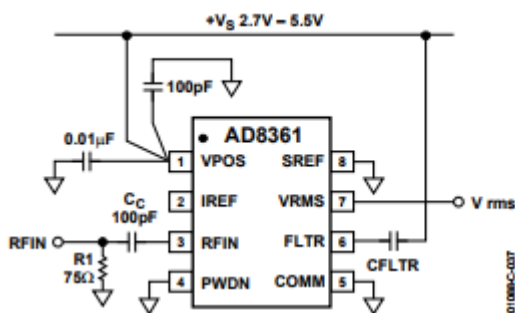 +VS 2.7V – 5.5V
100pF
0.01µF
AD8361
1 VPOS SREF 8
2 IREF VRMS 7
V rms
CC
100pF
RFIN
3 RFIN FLTR 6
R1
75Ω
CFLTR
4 PWDN COMM 5
01088-C-037